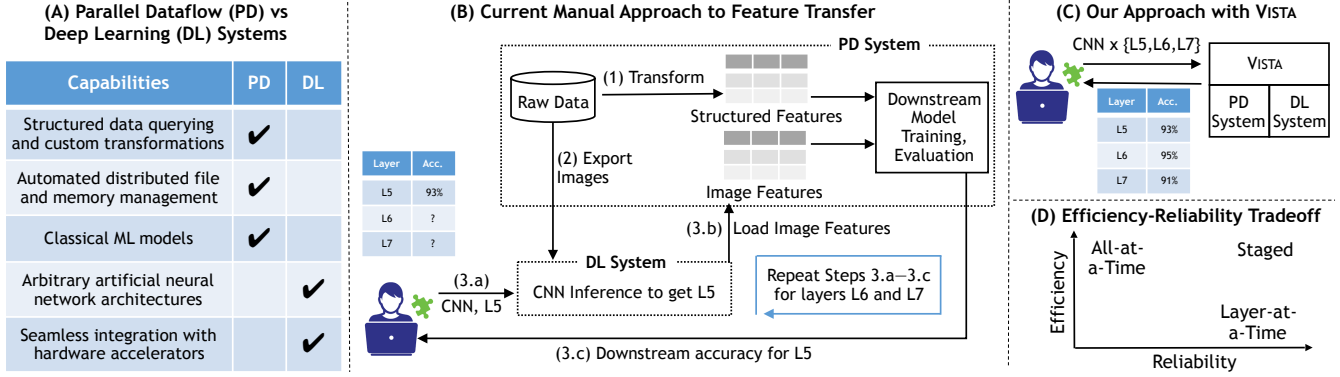 (A) Parallel Dataflow (PD) vs
Deep Learning (DL) Systems
Capabilities PD DL
Structured data querying
and custom transformations ✔
Automated distributed file
and memory management ✔
Classical ML models ✔
Arbitrary artificial neural
network architectures ✔
Seamless integration with
hardware accelerators ✔
(B) Current Manual Approach to Feature Transfer
PD System
Raw Data
(1) Transform
Structured Features
Downstream
Model
Training,
Evaluation
(2) Export
Images
Image Features
Layer Acc.
L5 93%
L6 ?
L7 ?
(3.b) Load Image Features
DL System
CNN Inference to get L5
(3.a)
CNN, L5
Repeat Steps 3.a–3.c
for layers L6 and L7
(3.c) Downstream accuracy for L5
(C) Our Approach with VISTA
CNN x {L5,L6,L7}
VISTA
PD
System
DL
System
Layer Acc.
L5 93%
L6 95%
L7 91%
(D) Efficiency-Reliability Tradeoff
Efficiency
All-at-
a-Time
Staged
Layer-at-
a-Time
Reliability